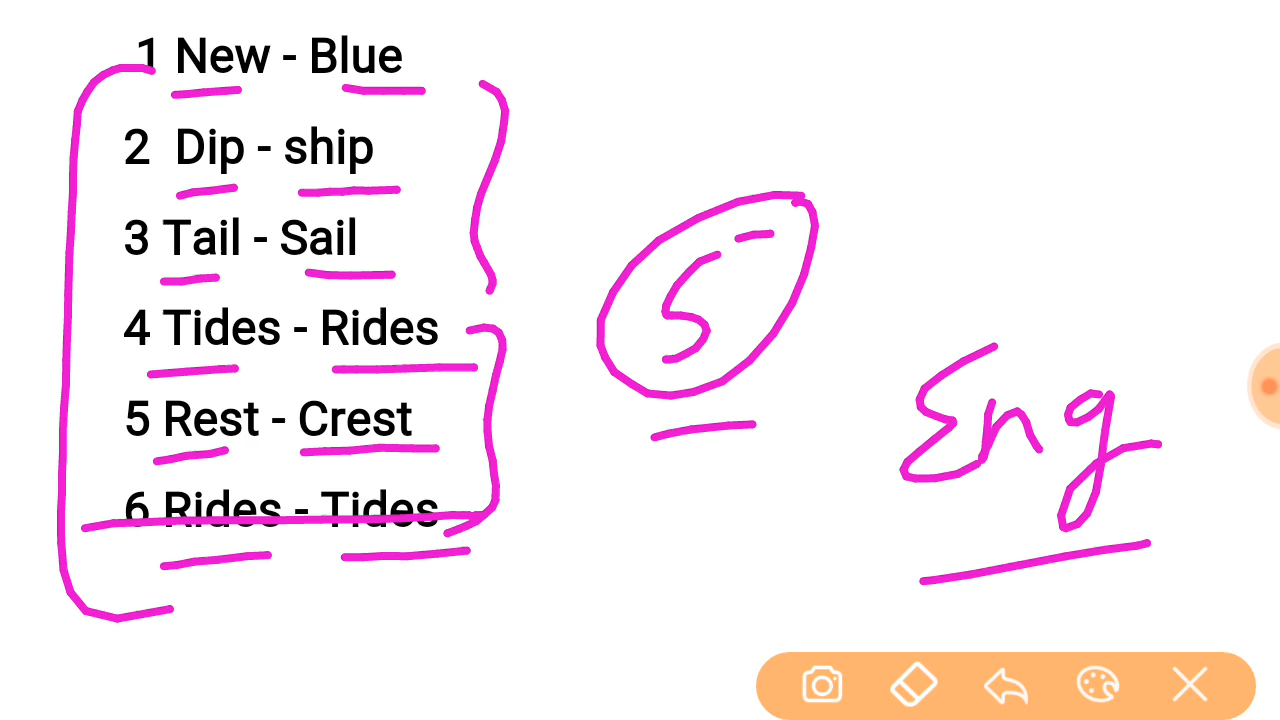 1 New - Blue
2 Dip - ship
3 Tail - Sail
4 Tides - Rides
5 Rest - Crest
6 Rides - Tides
5
Eng